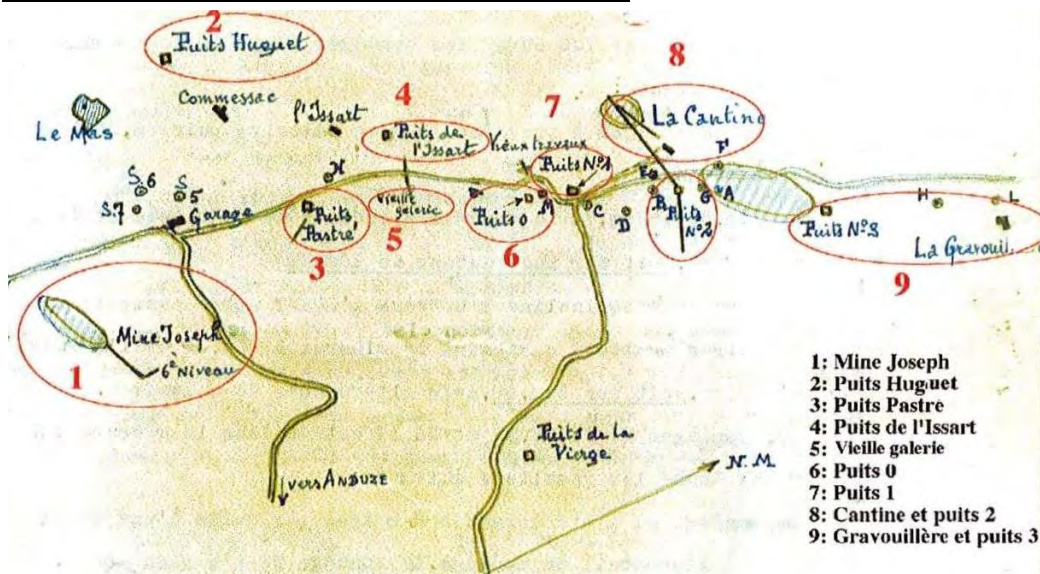 2
Puits Huguet
Commessac
Le Mas
l'Issart
4
Puits de
l'Issart
Vieux travaux
7
Puits No1
8
La Cantine
S.6
S.7
S
5
Garage
N
Puits
Pastre
3
Vieille
galerie
5
Puits 0
6
M
C
D
E
B
Puits
No2
G
A
F'
Puits No3
H
L
La Gravouil
9
Mine Joseph
6e Niveau
1
vers ANDUZE
Puits de la
Vierge
N.M.
1: Mine Joseph
2: Puits Huguet
3: Puits Pastre
4: Puits de l'Issart
5: Vieille galerie
6: Puits 0
7: Puits 1
8: Cantine et puits 2
9: Gravouillère et puits 3